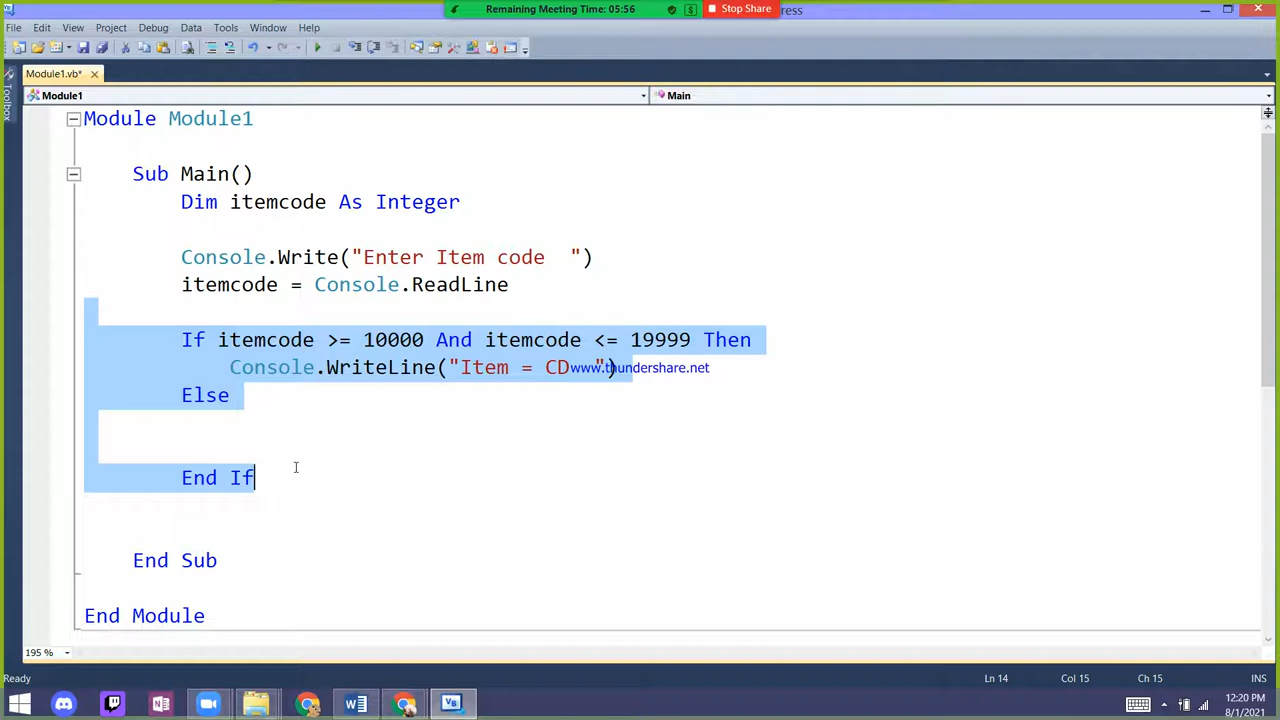 Remaining Meeting Time: 05:56 Stop Share ress
File Edit View Project Debug Data Tools Window Help
Module1.vb*
Toolbox
Module1 Main
Module Module1
Sub Main()
Dim itemcode As Integer
Console.Write("Enter Item code  ")
itemcode = Console.ReadLine
If itemcode >= 10000 And itemcode <= 19999 Then
Console.WriteLine("Item = CD  ")
www.thundershare.net
Else
End If
End Sub
End Module
195 %
Ready Ln 14 Col 15 Ch 15 INS
12:20 PM
8/1/2021